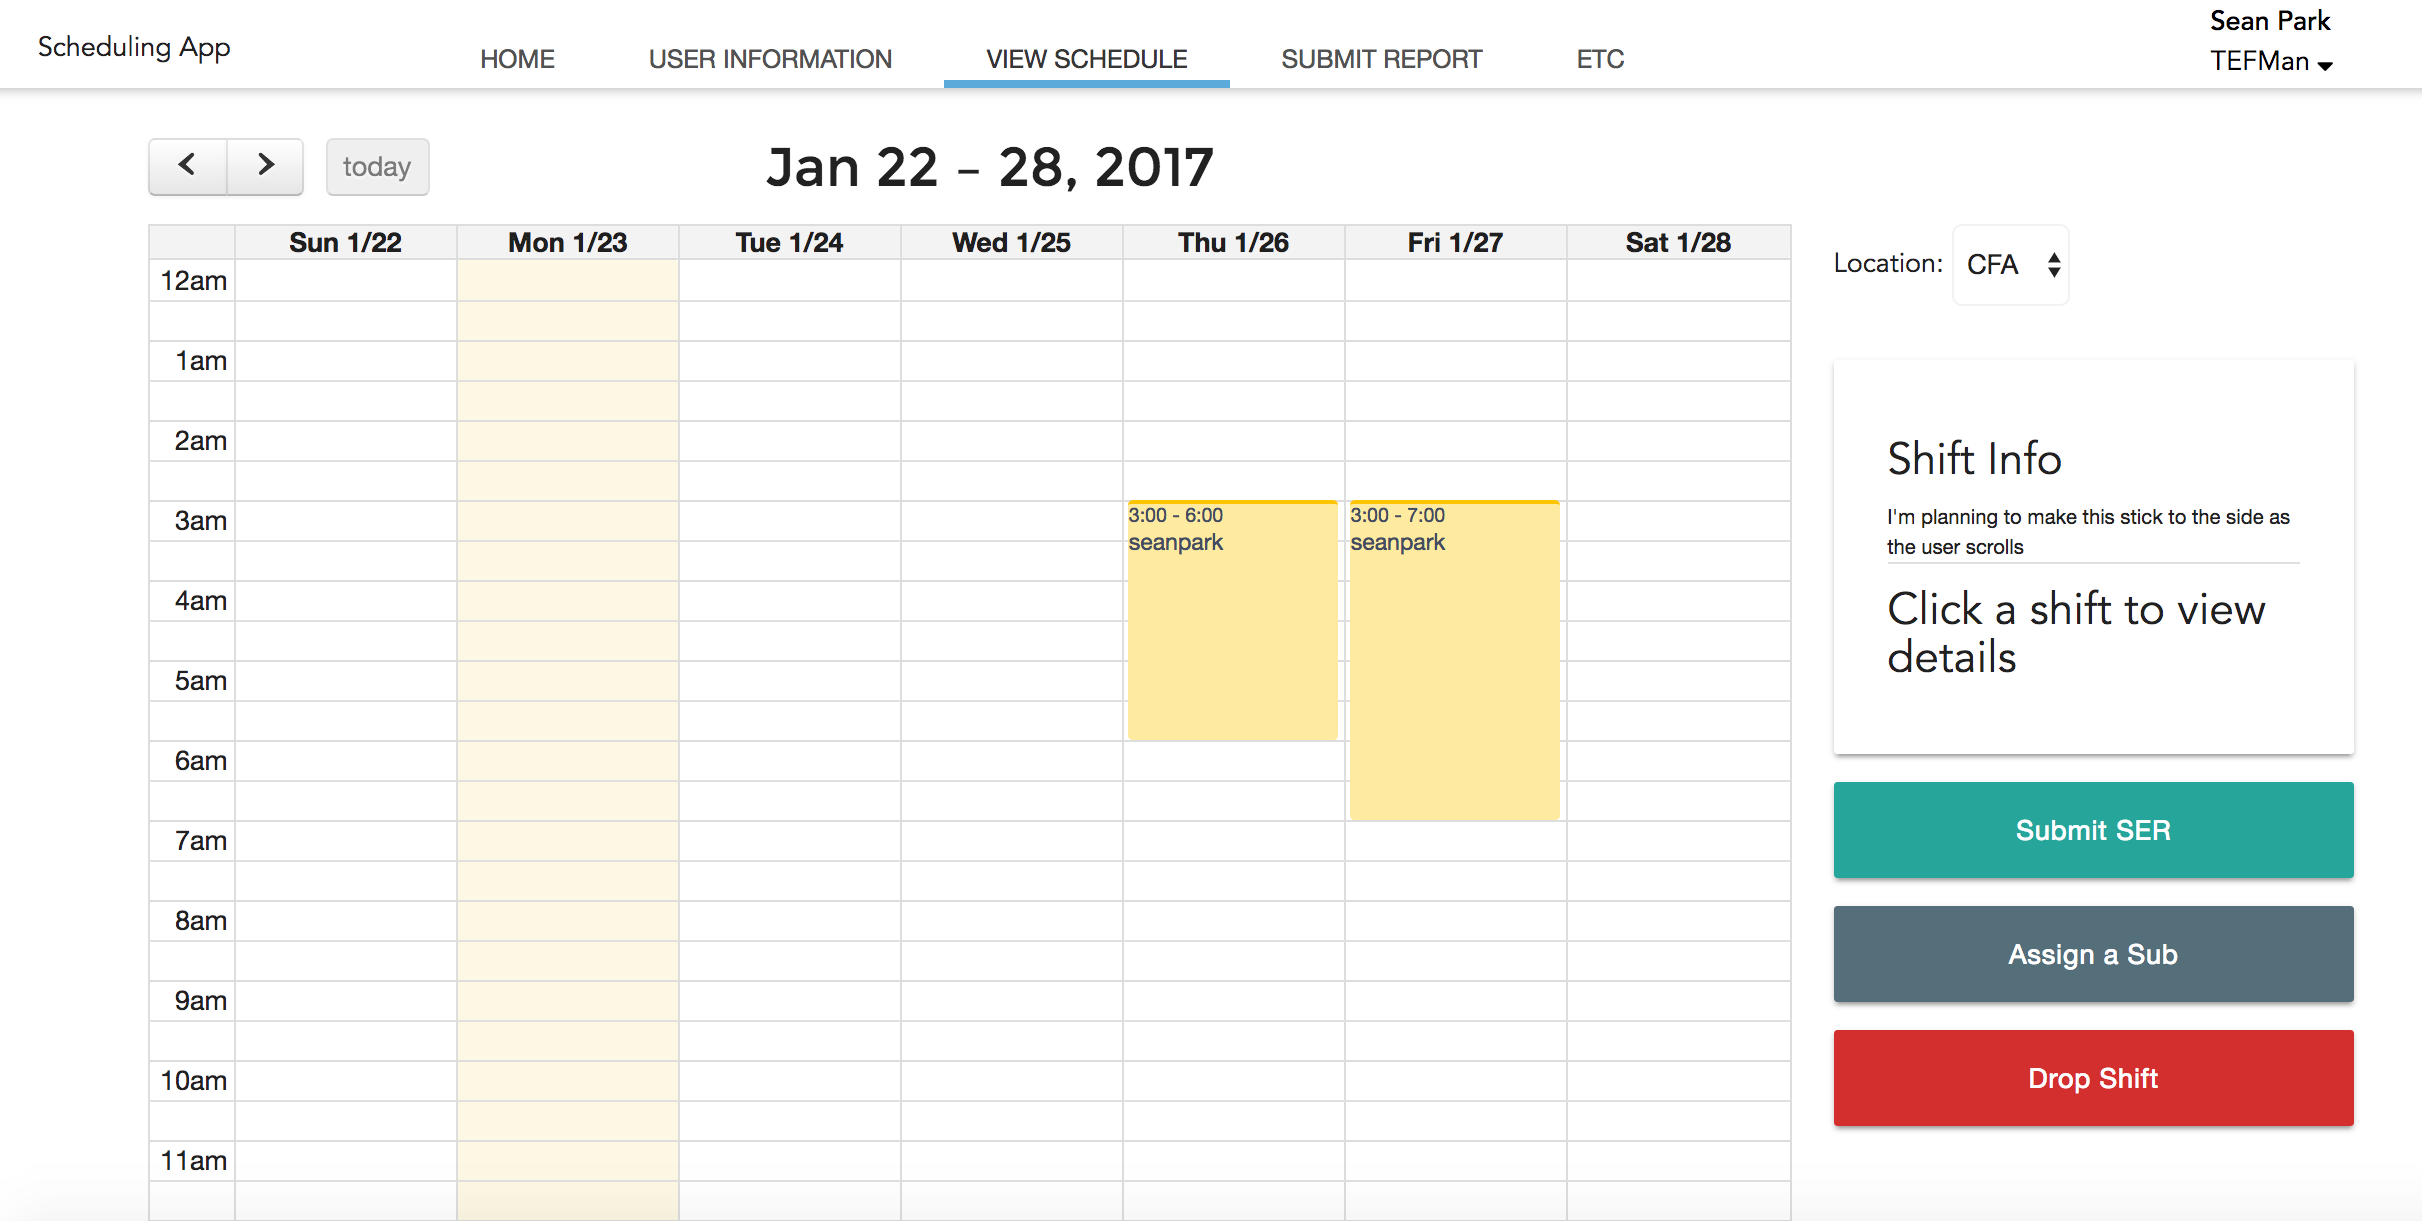 Scheduling App
HOME
USER INFORMATION
VIEW SCHEDULE
SUBMIT REPORT
ETC
Sean Park
TEFMan
today
Jan 22 – 28, 2017
Sun 1/22
Mon 1/23
Tue 1/24
Wed 1/25
Thu 1/26
Fri 1/27
Sat 1/28
12am
1am
2am
3am
4am
5am
6am
7am
8am
9am
10am
11am
3:00 - 6:00
seanpark
3:00 - 7:00
seanpark
Location: CFA
Shift Info
I'm planning to make this stick to the side as
the user scrolls
Click a shift to view
details
Submit SER
Assign a Sub
Drop Shift